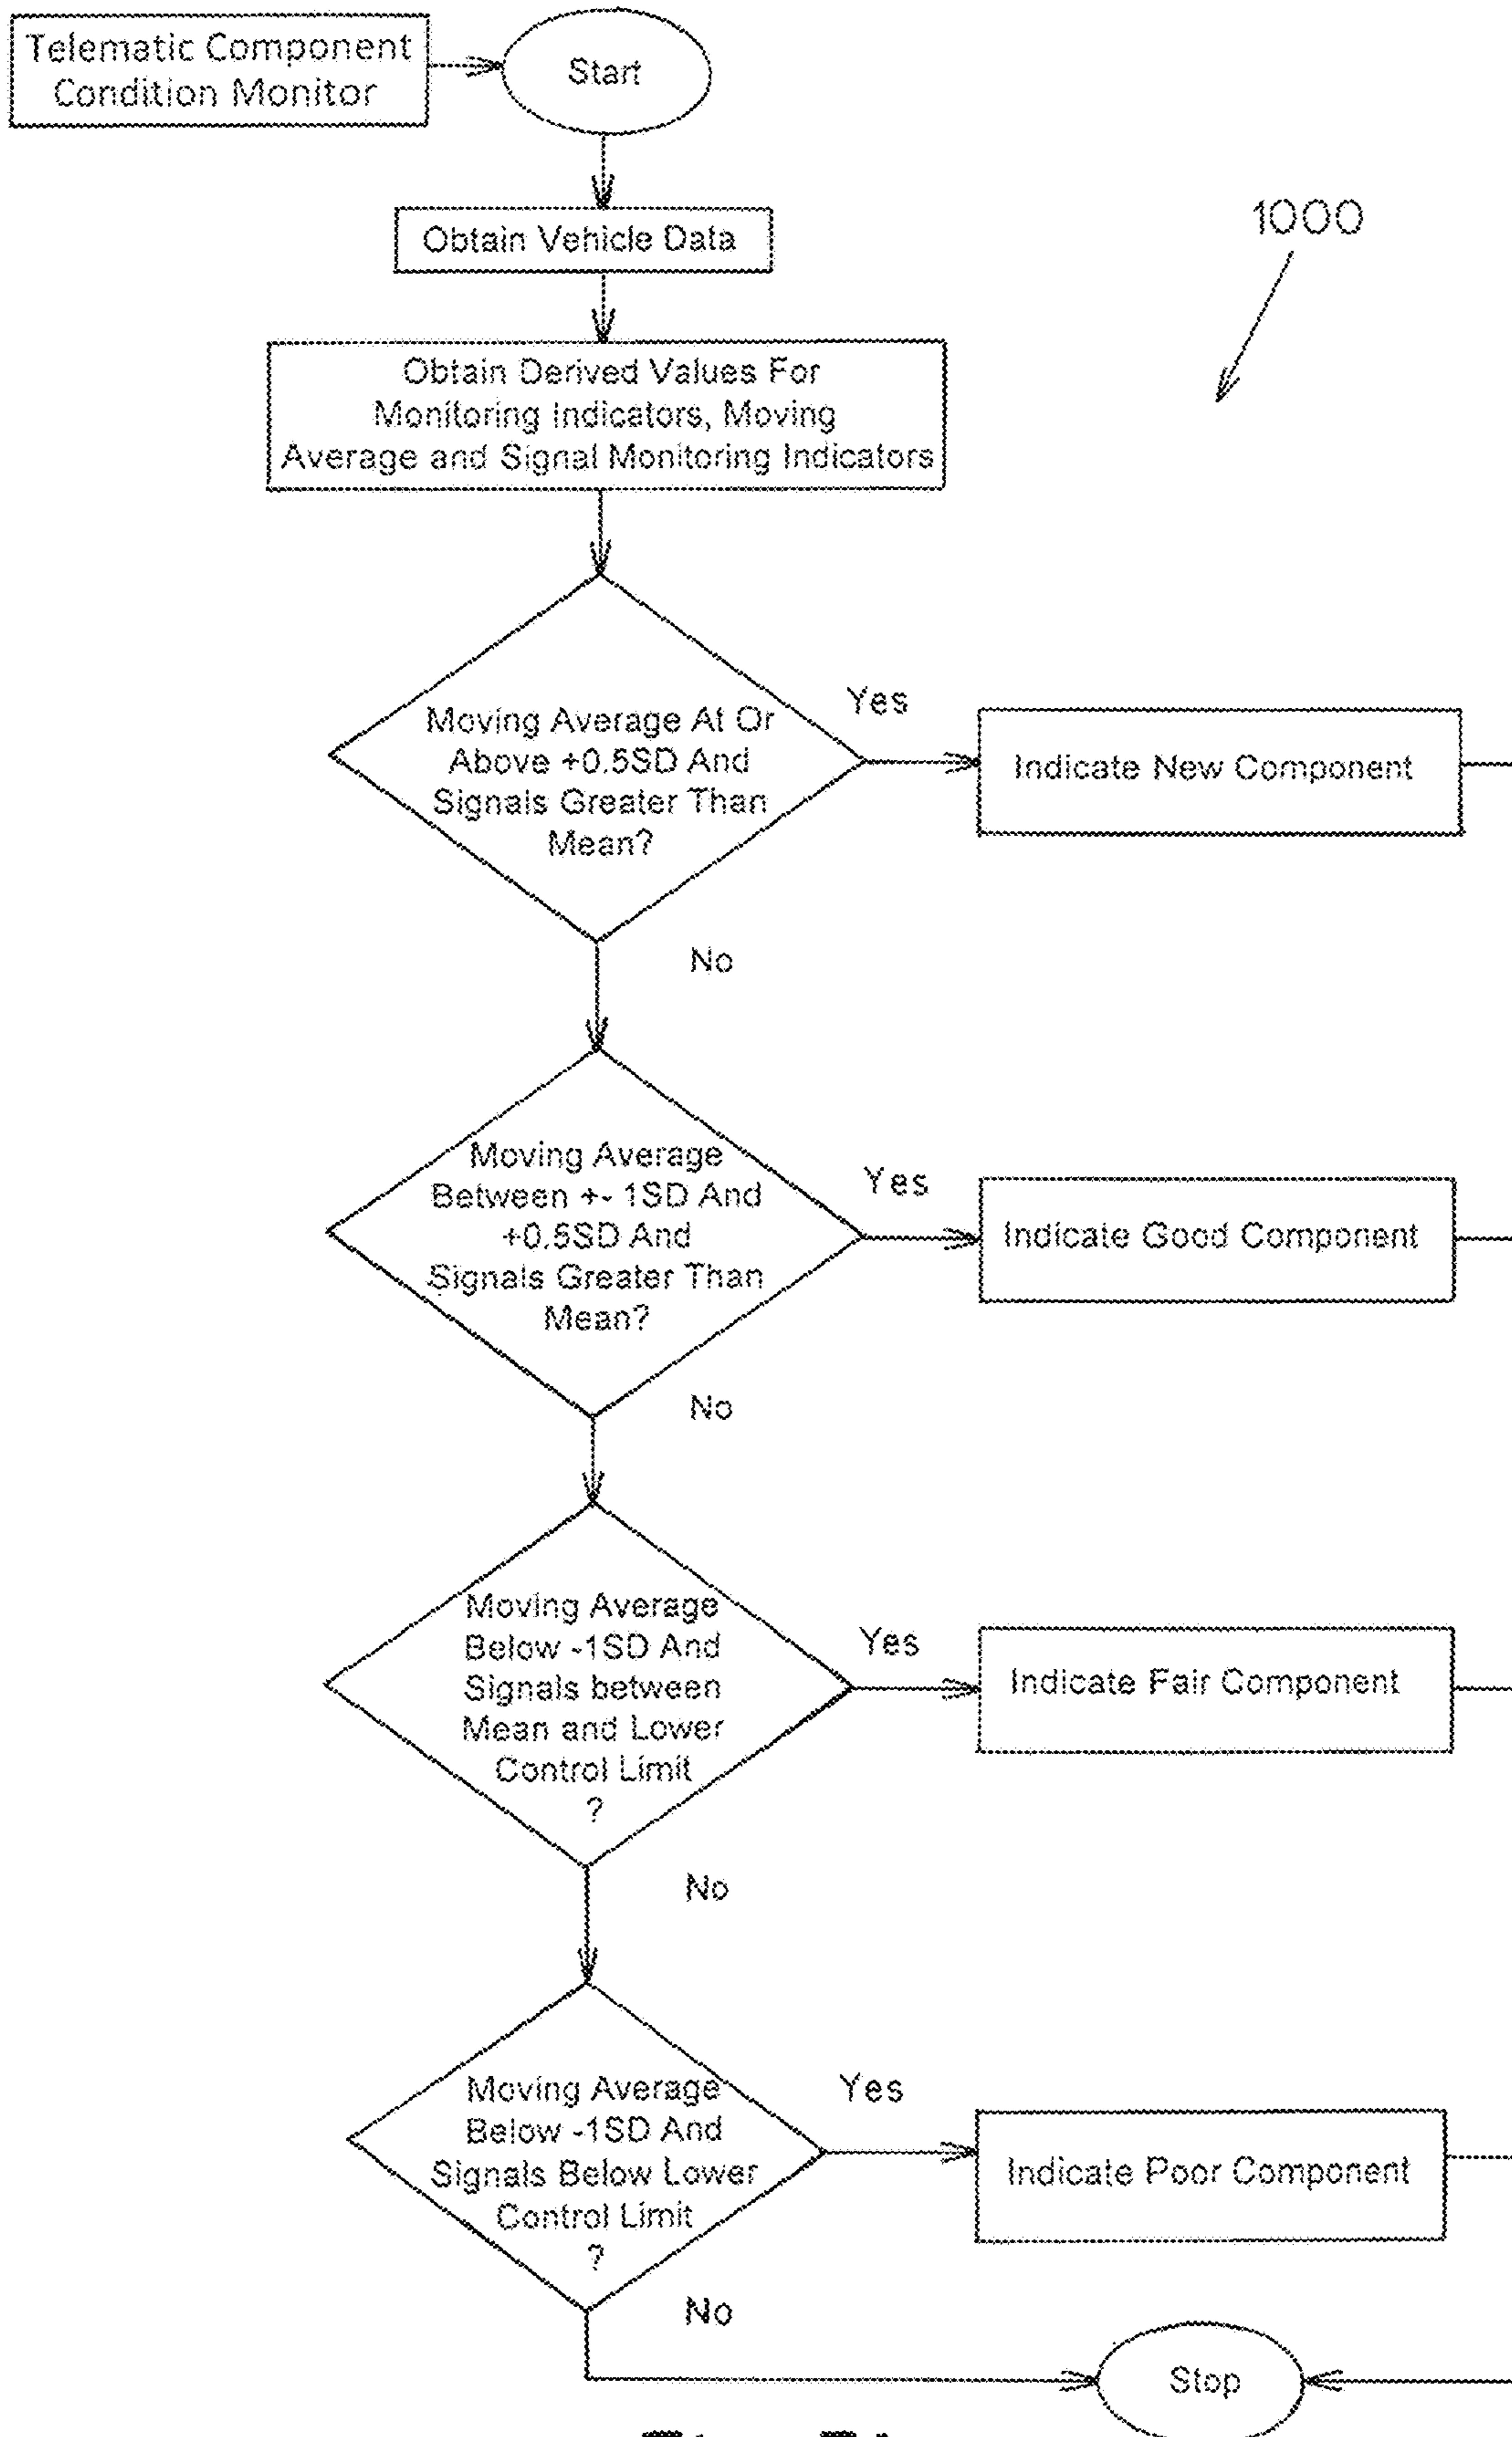 Telematic Component
Condition Monitor
Start
Obtain Vehicle Data
1000
Obtain Derived Values For
Monitoring Indicators, Moving
Average and Signal Monitoring Indicators
Moving Average At Or
Above +0.5SD And
Signals Greater Than
Mean?
Yes
Indicate New Component
No
Moving Average
Between +- 1SD And
+0.5SD And
Signals Greater Than
Mean?
Yes
Indicate Good Component
No
Moving Average
Below -1SD And
Signals between
Mean and Lower
Control Limit
?
Yes
Indicate Fair Component
No
Moving Average
Below -1SD And
Signals Below Lower
Control Limit
?
Yes
Indicate Poor Component
No
Stop